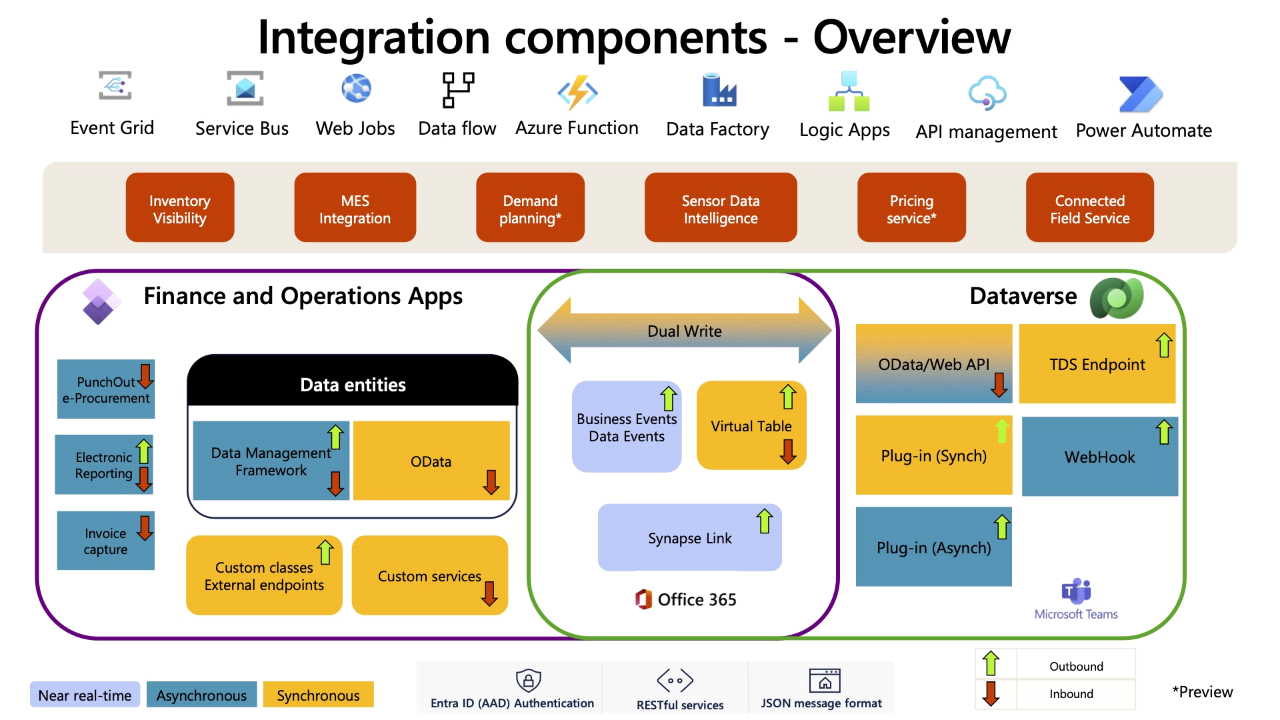 Integration components - Overview
Event Grid
Service Bus
Web Jobs
Data flow
Azure Function
Data Factory
Logic Apps
API management
Power Automate
Inventory
Visibility
MES
Integration
Demand
planning*
Sensor Data
Intelligence
Pricing
service*
Connected
Field Service
Finance and Operations Apps
PunchOut
e-Procurement
Electronic
Reporting
Invoice
capture
Data entities
Data Management
Framework
OData
Custom classes
External endpoints
Custom services
Dual Write
Business Events
Data Events
Virtual Table
Synapse Link
Office 365
Dataverse
OData/Web API
TDS Endpoint
Plug-in (Synch)
WebHook
Plug-in (Asynch)
Microsoft Teams
Near real-time
Asynchronous
Synchronous
Entra ID (AAD) Authentication
RESTful services
JSON message format
Outbound
Inbound
*Preview